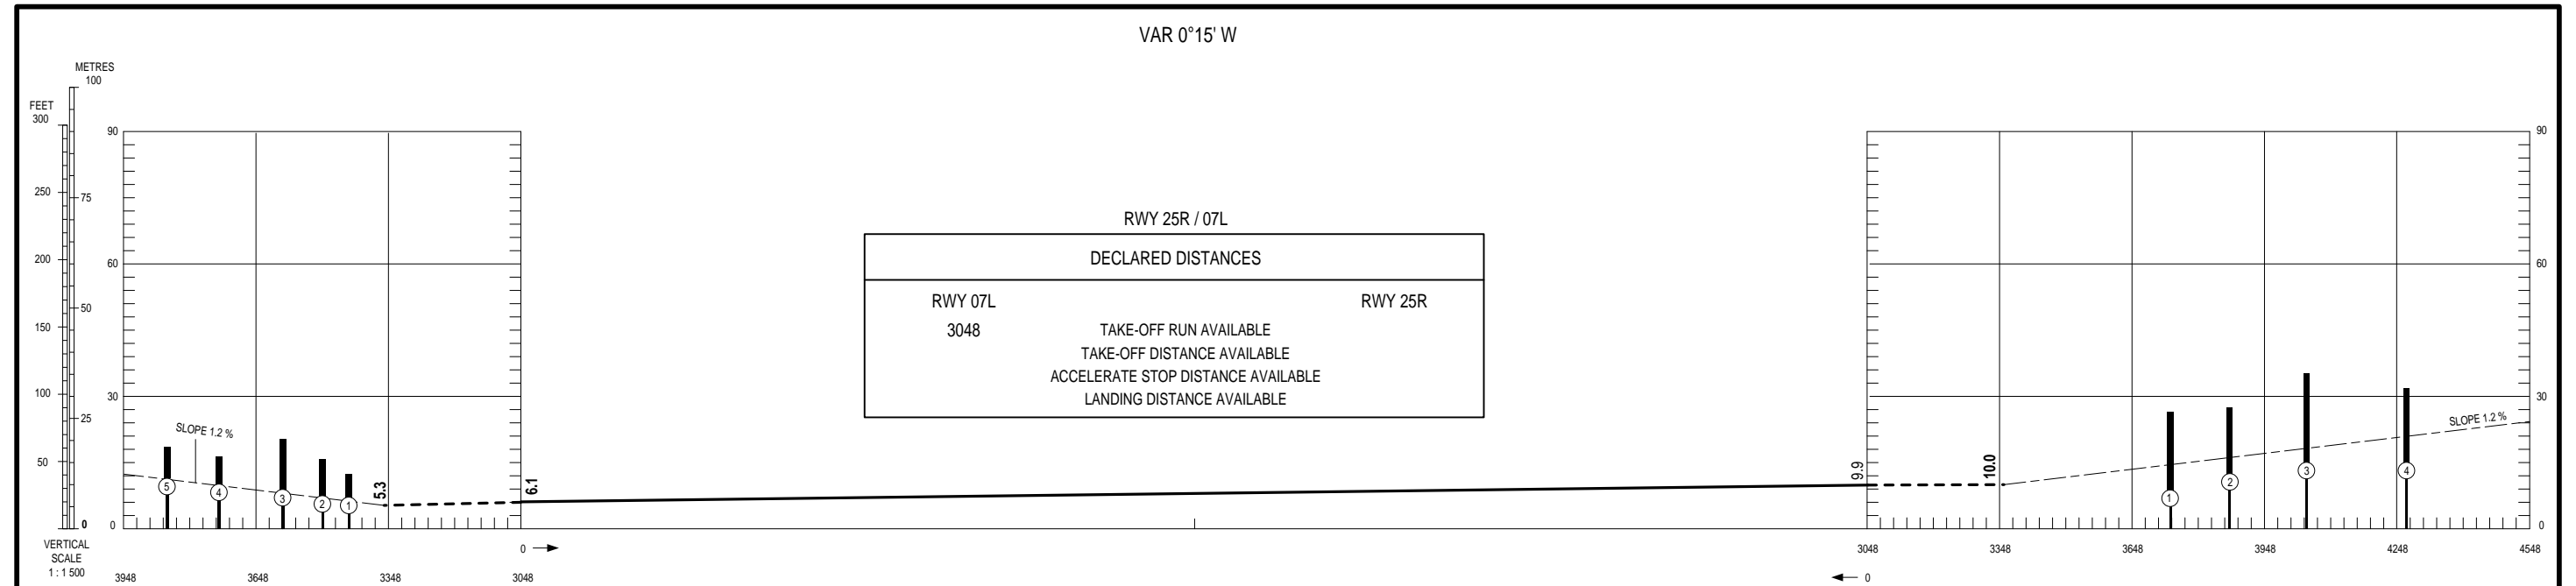 VAR 0°15' W
METRES
100
FEET
300
250
200
150
100
50
75
50
25
0
VERTICAL
SCALE
1 : 1 500
90
60
30
0
SLOPE 1.2 %
5
4
3
2
1
5.3
6.1
3948
3648
3348
3048
0
RWY 25R / 07L
DECLARED DISTANCES
RWY 07L RWY 25R
3048 TAKE-OFF RUN AVAILABLE
TAKE-OFF DISTANCE AVAILABLE
ACCELERATE STOP DISTANCE AVAILABLE
LANDING DISTANCE AVAILABLE
9.9
10.0
1
2
3
4
SLOPE 1.2 %
90
60
30
0
3048 3348 3648 3948 4248 4548
0